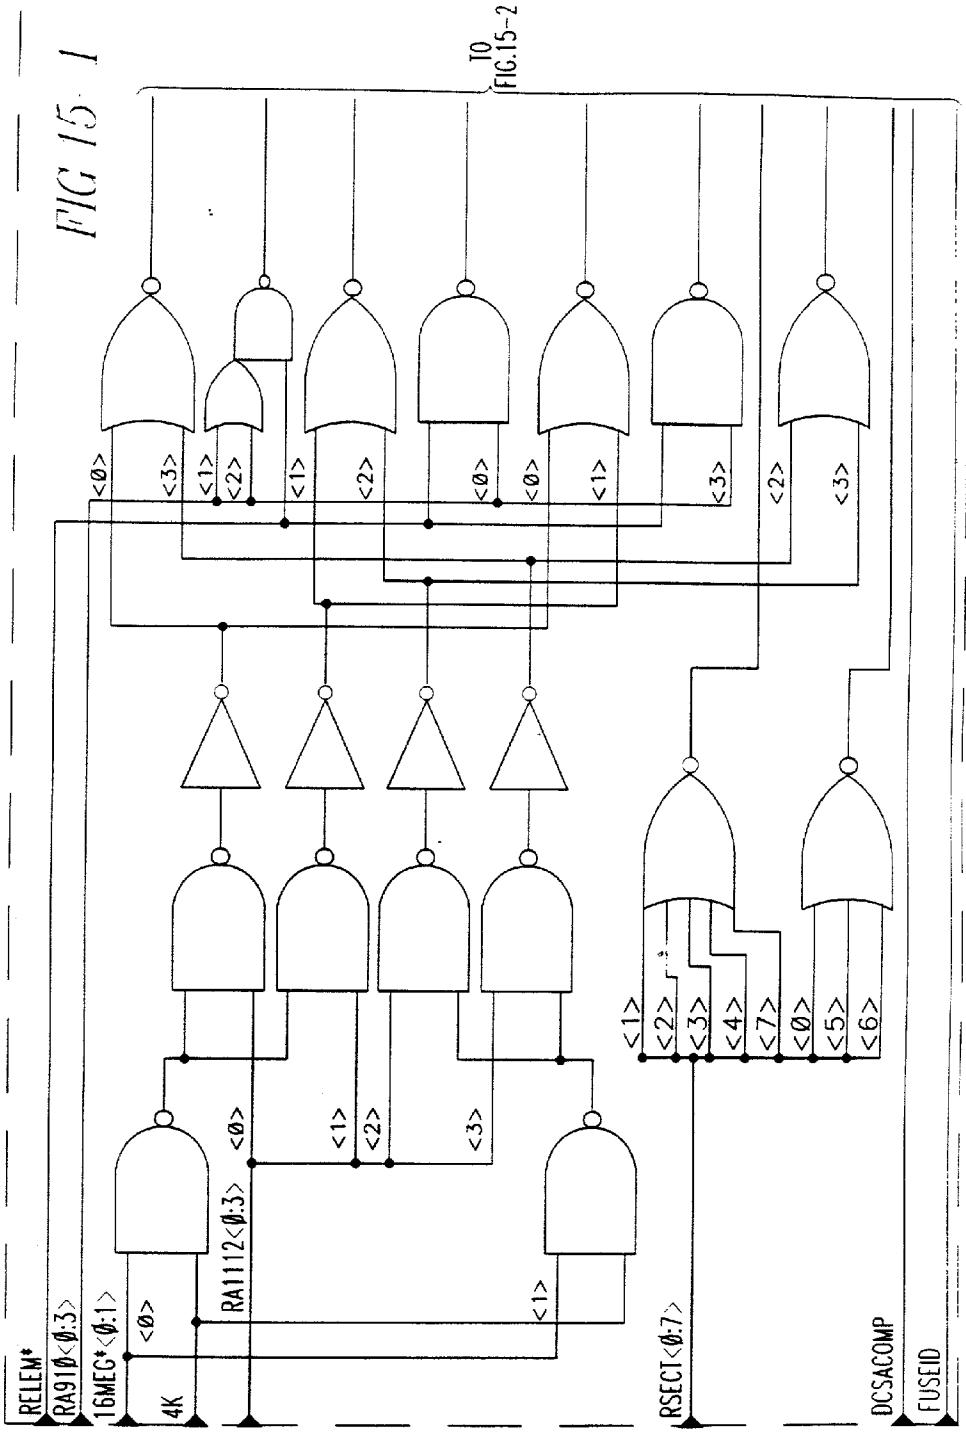 FIG 15-1
TO
FIG.15-2
<0>
<3>
<1>
<2>
<1>
<2>
<0>
<0>
<1>
<3>
<2>
<3>
<0>
<1>
<2>
<3>
<1>
<2>
<3>
<4>
<7>
<0>
<5>
<6>
<0>
<1>
RELEM*
RA910<0:3>
16MEG*<0:1>
4K
RA1112<0:3>
RSECT<0:7>
DCSACOMP
FUSEID